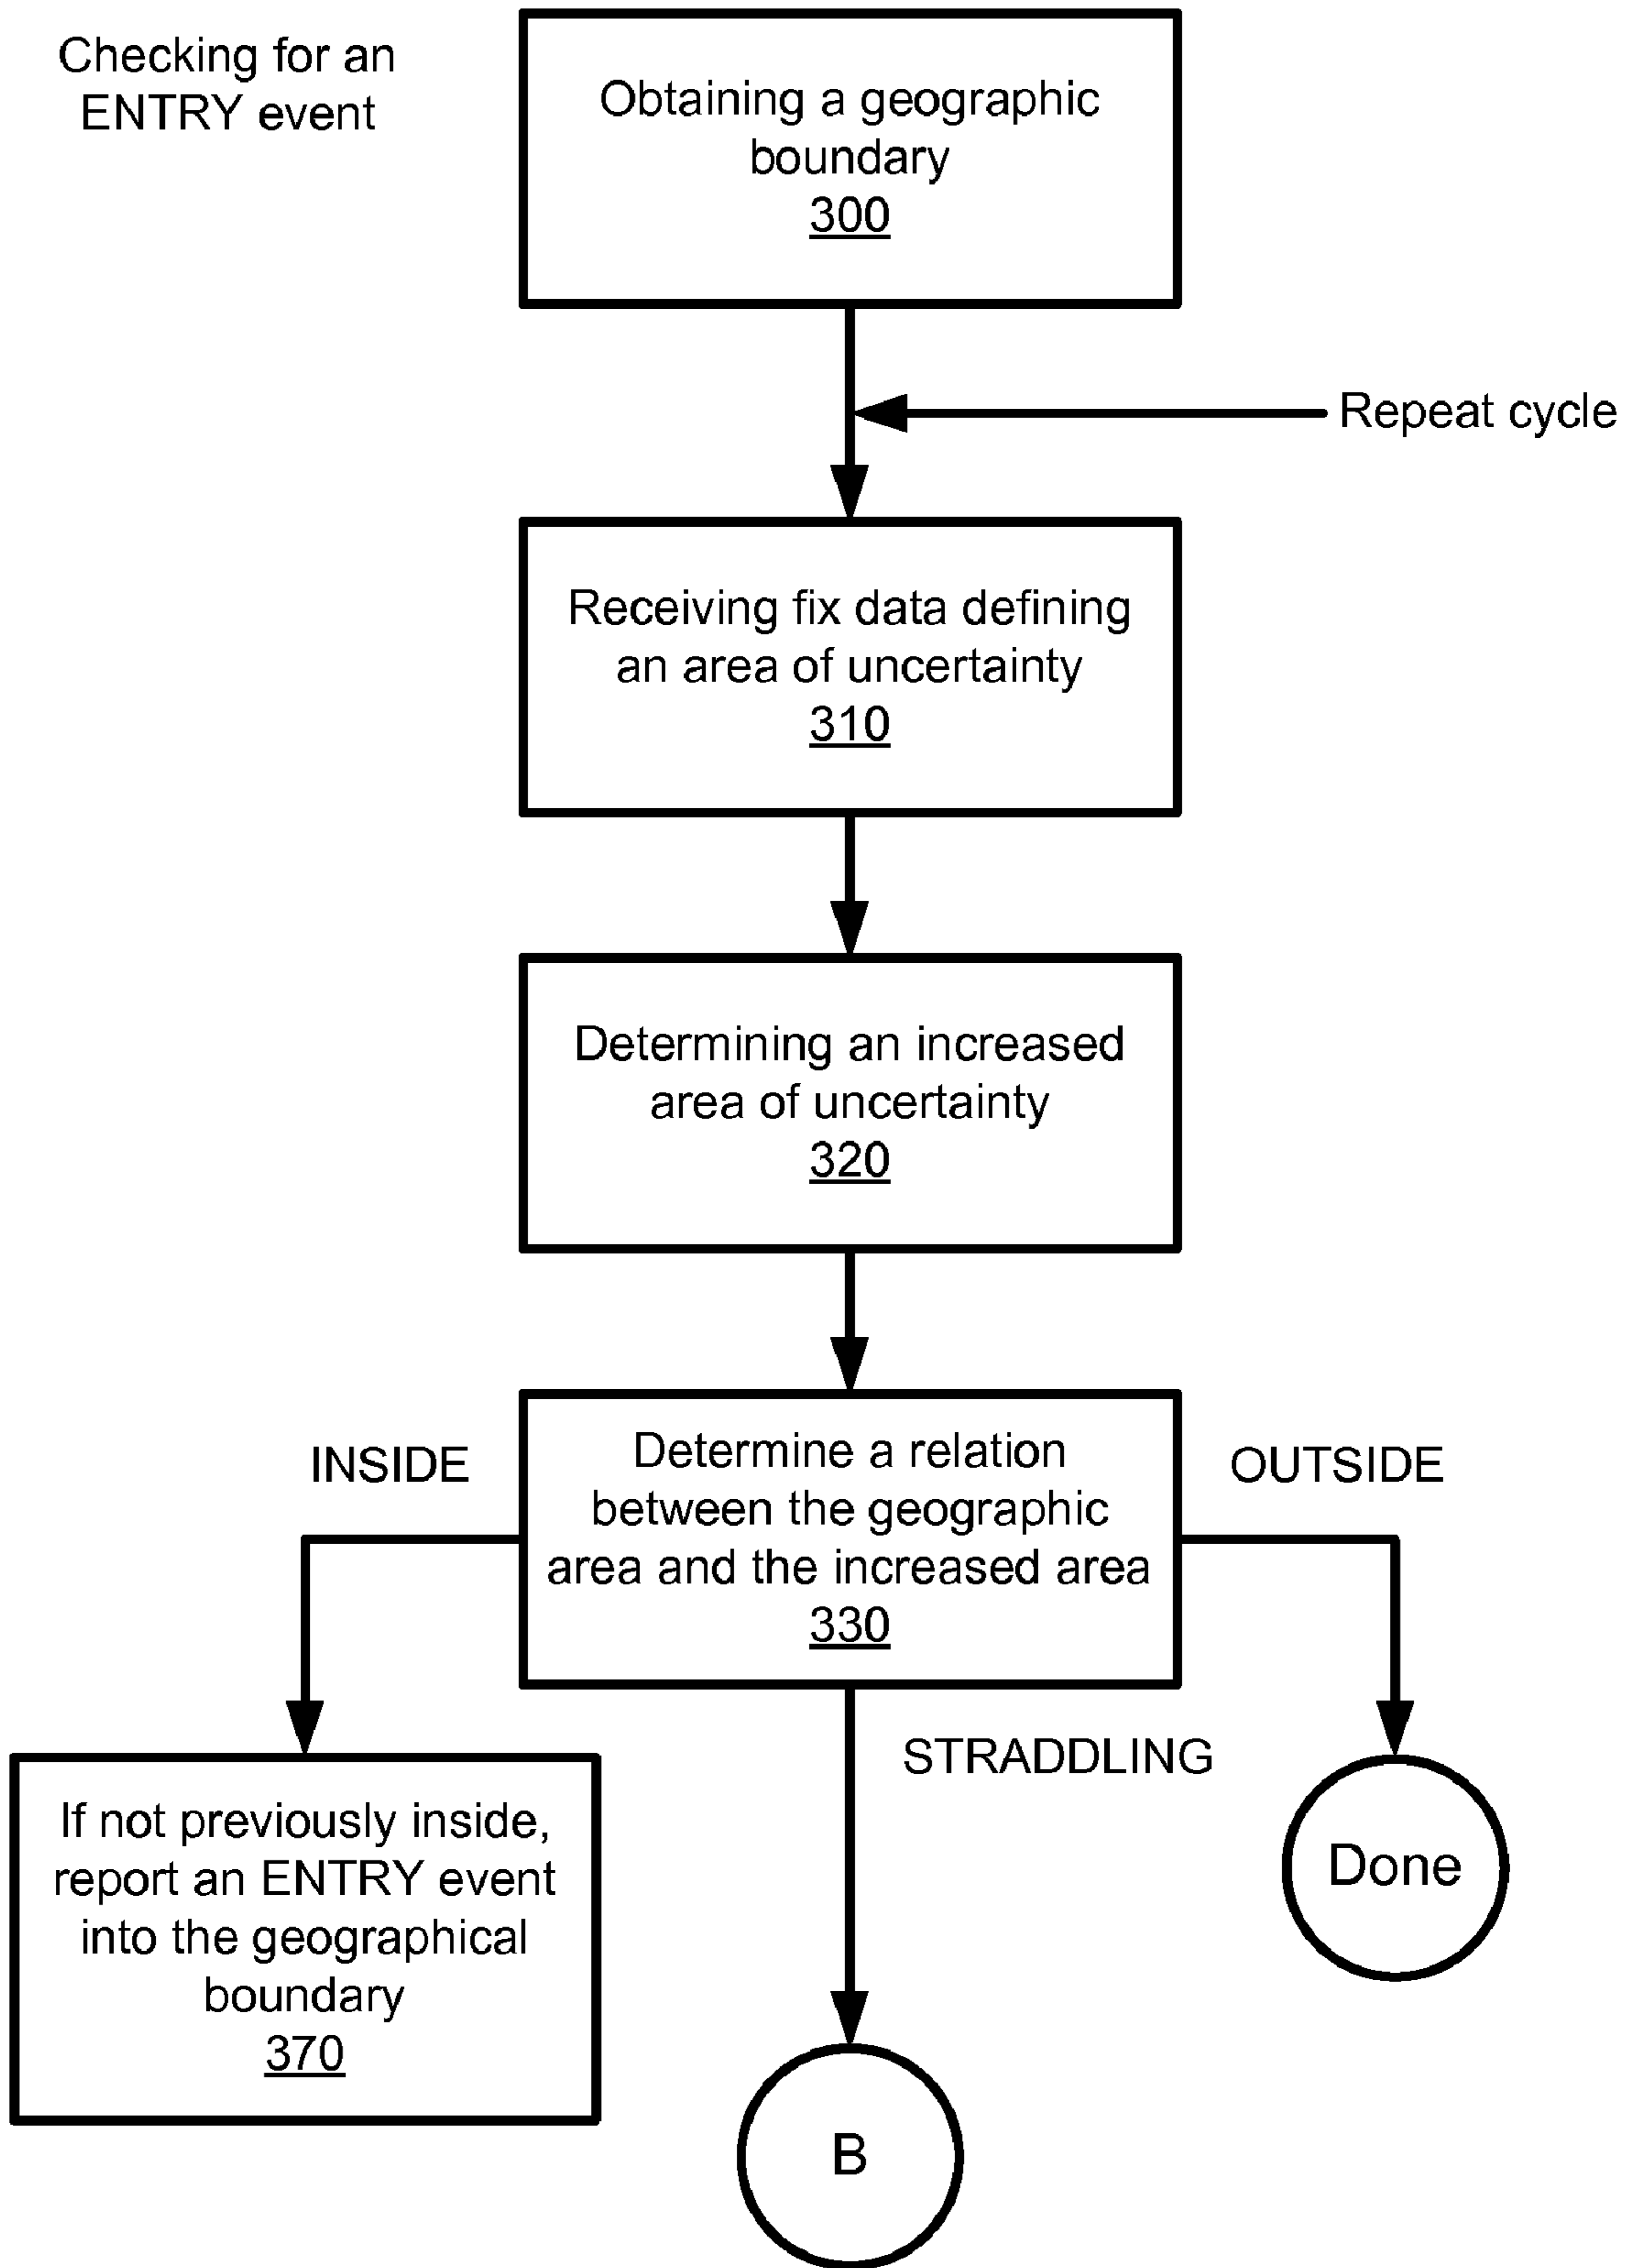 Checking for an
ENTRY event
Obtaining a geographic
boundary
300
Repeat cycle
Receiving fix data defining
an area of uncertainty
310
Determining an increased
area of uncertainty
320
INSIDE
Determine a relation
between the geographic
area and the increased area
330
OUTSIDE
STRADDLING
If not previously inside,
report an ENTRY event
into the geographical
boundary
370
Done
B